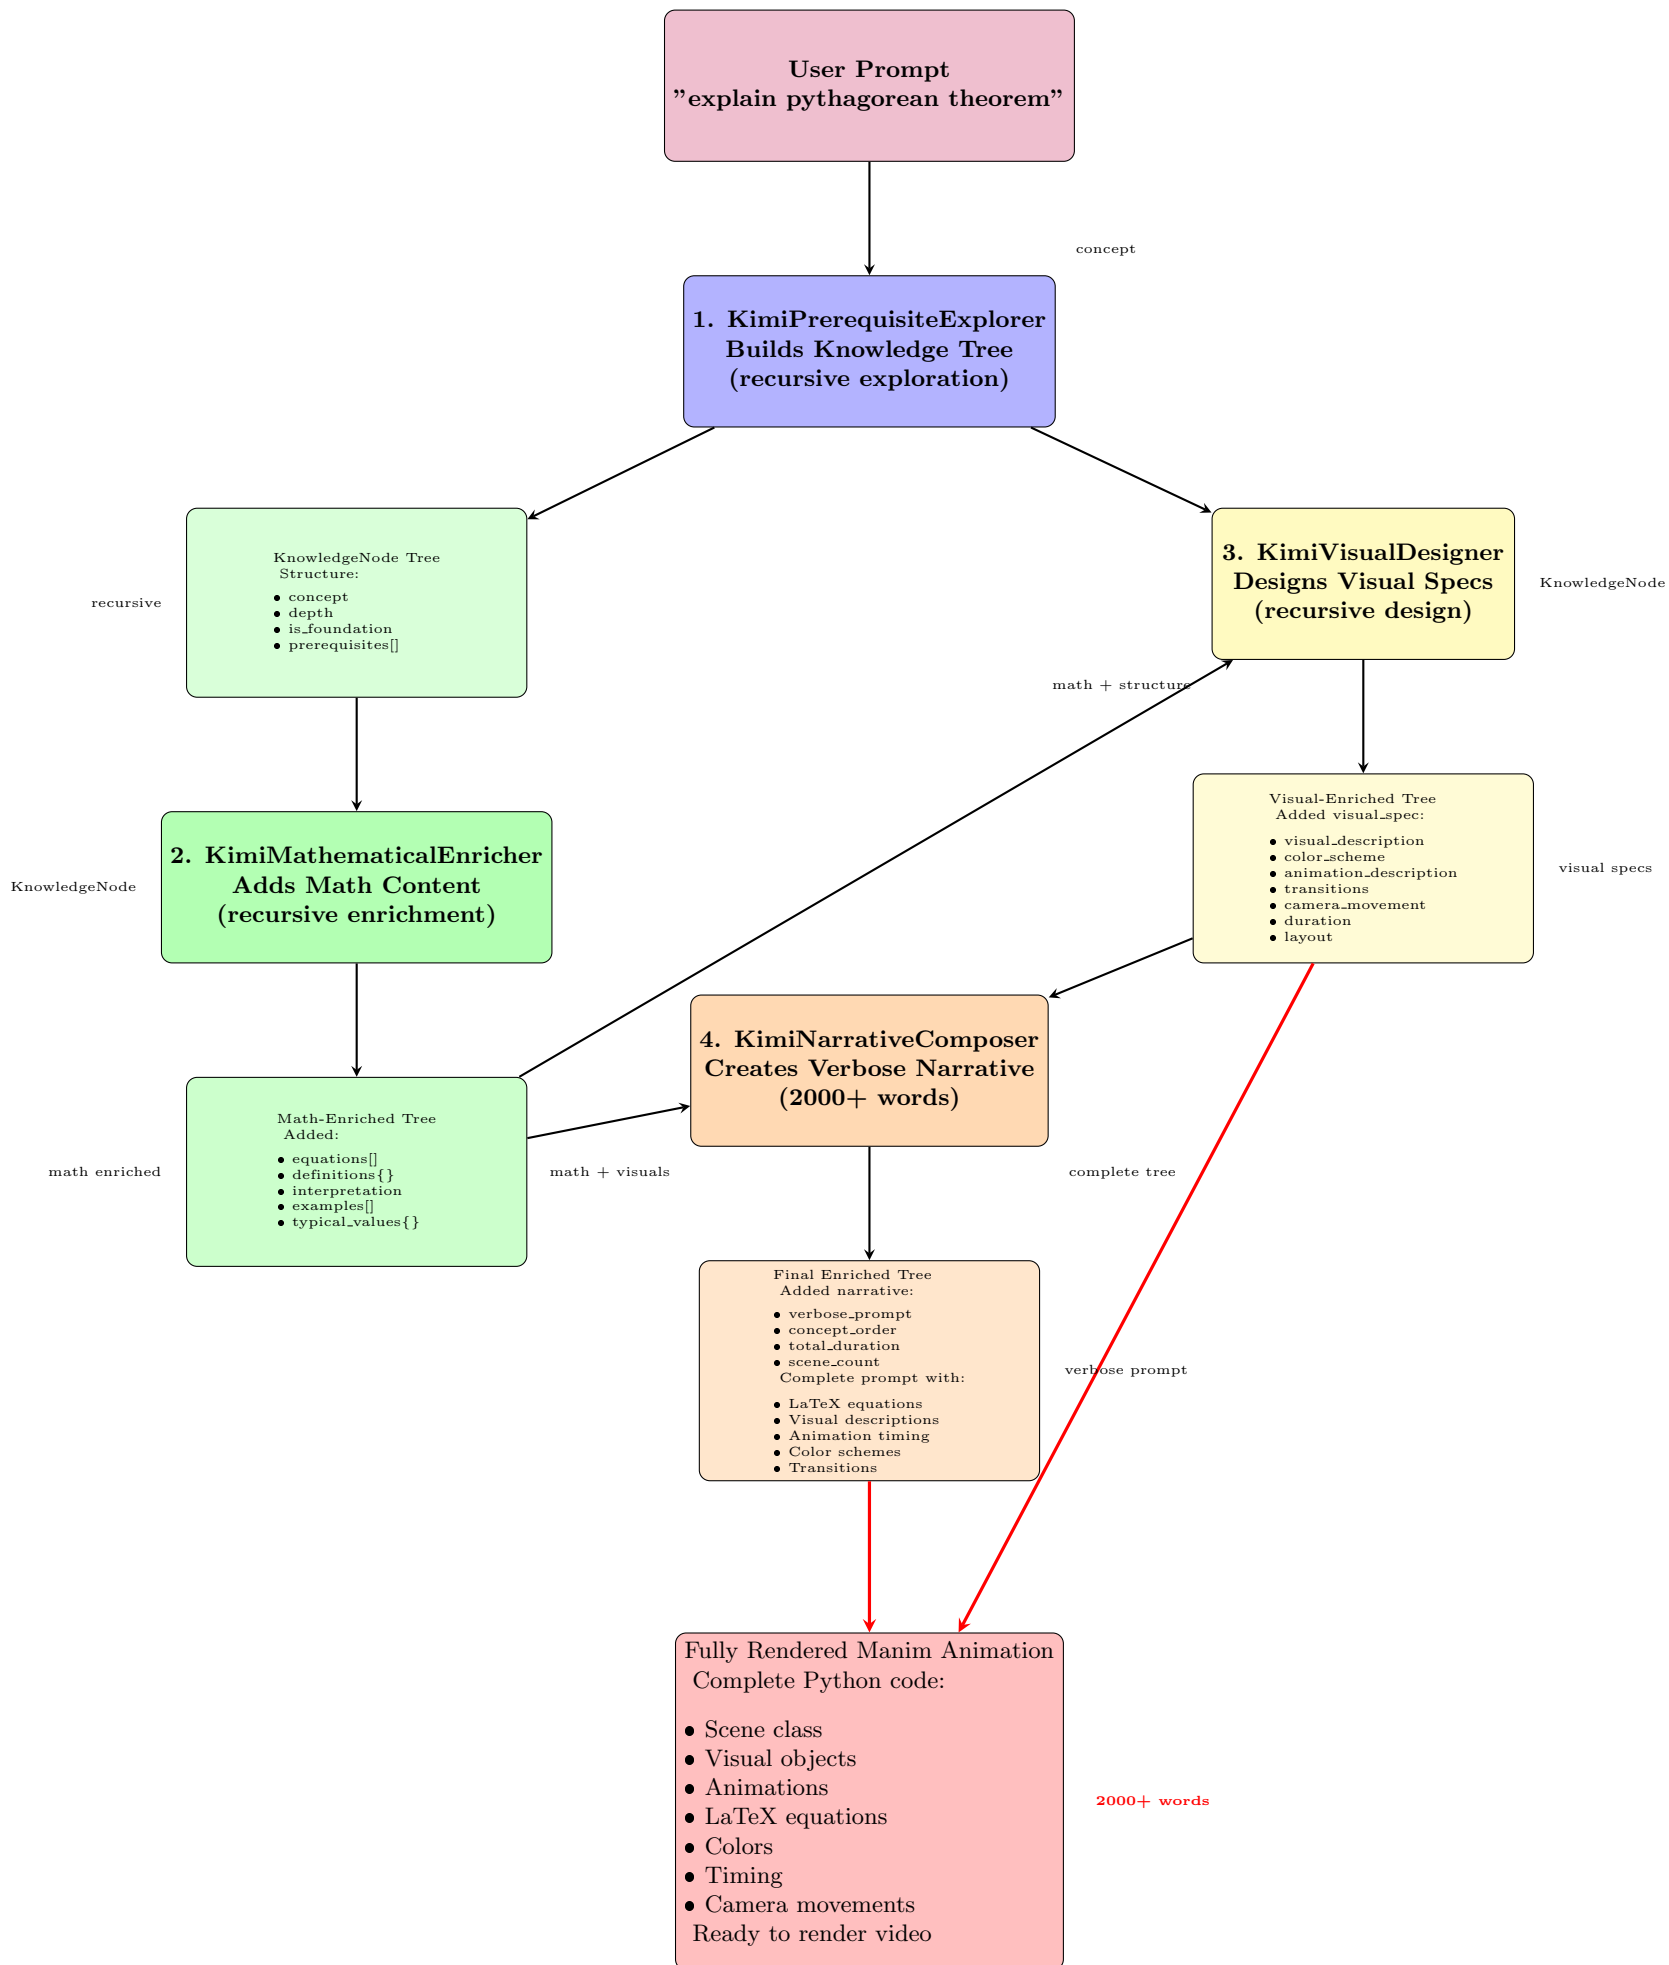 User Prompt
”explain pythagorean theorem”
concept
1. KimiPrerequisiteExplorer
Builds Knowledge Tree
(recursive exploration)
recursive
KnowledgeNode Tree
Structure:
• concept
• depth
• is_foundation
• prerequisites[]
3. KimiVisualDesigner
Designs Visual Specs
(recursive design)
KnowledgeNode
math + structure
KnowledgeNode
2. KimiMathematicalEnricher
Adds Math Content
(recursive enrichment)
Visual-Enriched Tree
Added visual_spec:
• visual_description
• color_scheme
• animation_description
• transitions
• camera_movement
• duration
• layout
visual specs
4. KimiNarrativeComposer
Creates Verbose Narrative
(2000+ words)
math enriched
Math-Enriched Tree
Added:
• equations[]
• definitions{}
• interpretation
• examples[]
• typical_values{}
math + visuals
complete tree
Final Enriched Tree
Added narrative:
• verbose_prompt
• concept_order
• total_duration
• scene_count
Complete prompt with:
• LaTeX equations
• Visual descriptions
• Animation timing
• Color schemes
• Transitions
verbose prompt
Fully Rendered Manim Animation
Complete Python code:
• Scene class
• Visual objects
• Animations
• LaTeX equations
• Colors
• Timing
• Camera movements
Ready to render video
2000+ words